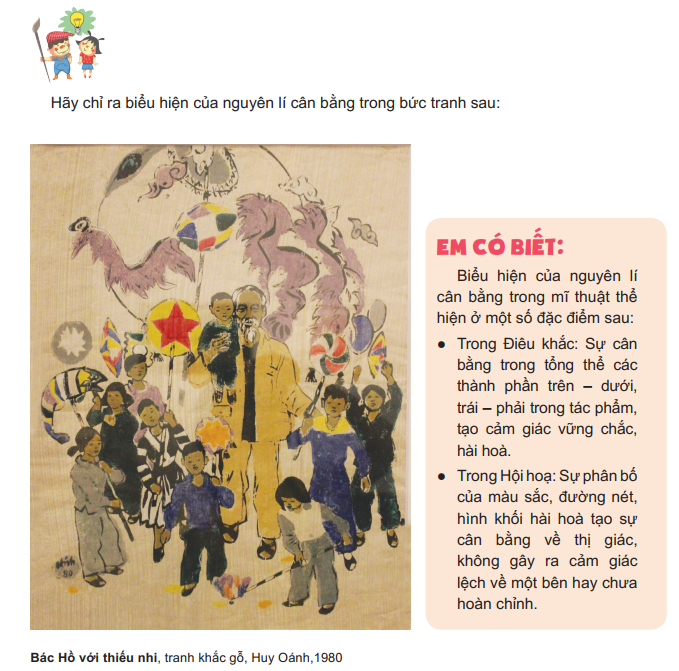 Hãy chỉ ra biểu hiện của nguyên lí cân bằng trong bức tranh sau:
EM CÓ BIẾT:
Biểu hiện của nguyên lí
cân bằng trong mĩ thuật thể
hiện ở một số đặc điểm sau:
● Trong Điêu khắc: Sự cân
bằng trong tổng thể các
thành phần trên – dưới,
trái – phải trong tác phẩm,
tạo cảm giác vững chắc,
hài hoà.
● Trong Hội hoạ: Sự phân bố
của màu sắc, đường nét,
hình khối hài hoà tạo sự
cân bằng về thị giác,
không gây ra cảm giác
lệch về một bên hay chưa
hoàn chỉnh.
Bác Hồ với thiếu nhi, tranh khắc gỗ, Huy Oánh,1980